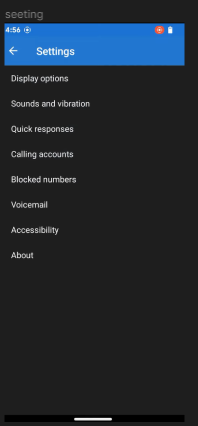 seeting
4:56
Settings
Display options
Sounds and vibration
Quick responses
Calling accounts
Blocked numbers
Voicemail
Accessibility
About